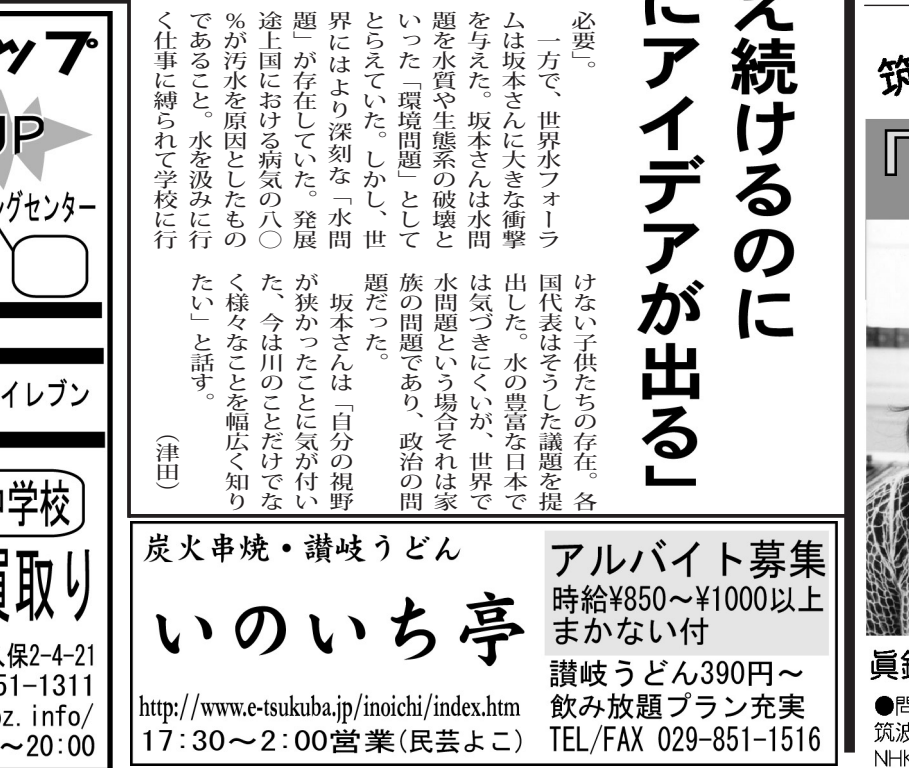 え続けるのに
にアイデアが出る」
必要」。
一方で、世界水フォーラ
ムは坂本さんに大きな衝撃
を与えた。坂本さんは水問
題を水質や生態系の破壊と
いった「環境問題」として
とらえていた。しかし、世
界にはより深刻な「水問
題」が存在していた。発展
途上国における病気の八〇
％が汚水を原因としたもの
であること。水を汲みに行
く仕事に縛られて学校に行
けない子供たちの存在。各
国代表はそうした議題を提
出した。水の豊富な日本で
は気づきにくいが、世界で
水問題という場合それは家
族の問題であり、政治の問
題だった。
坂本さんは「自分の視野
が狭かったことに気が付い
た、今は川のことだけでな
く様々なことを幅広く知り
たい」と話す。
（津田）
炭火串焼・讃岐うどん
いのいち亭
http://www.e-tsukuba.jp/inoichi/index.htm
17:30～2:00営業(民芸よこ)
アルバイト募集
時給¥850～¥1000以上
まかない付
讃岐うどん390円～
飲み放題プラン充実
TEL/FAX 029-851-1516
ップ
UP
ングセンター
イレブン
中学校
買取り
保2-4-21
51-1311
oz.info/
～20:00
筑
『
眞
●問
筑波
NHK